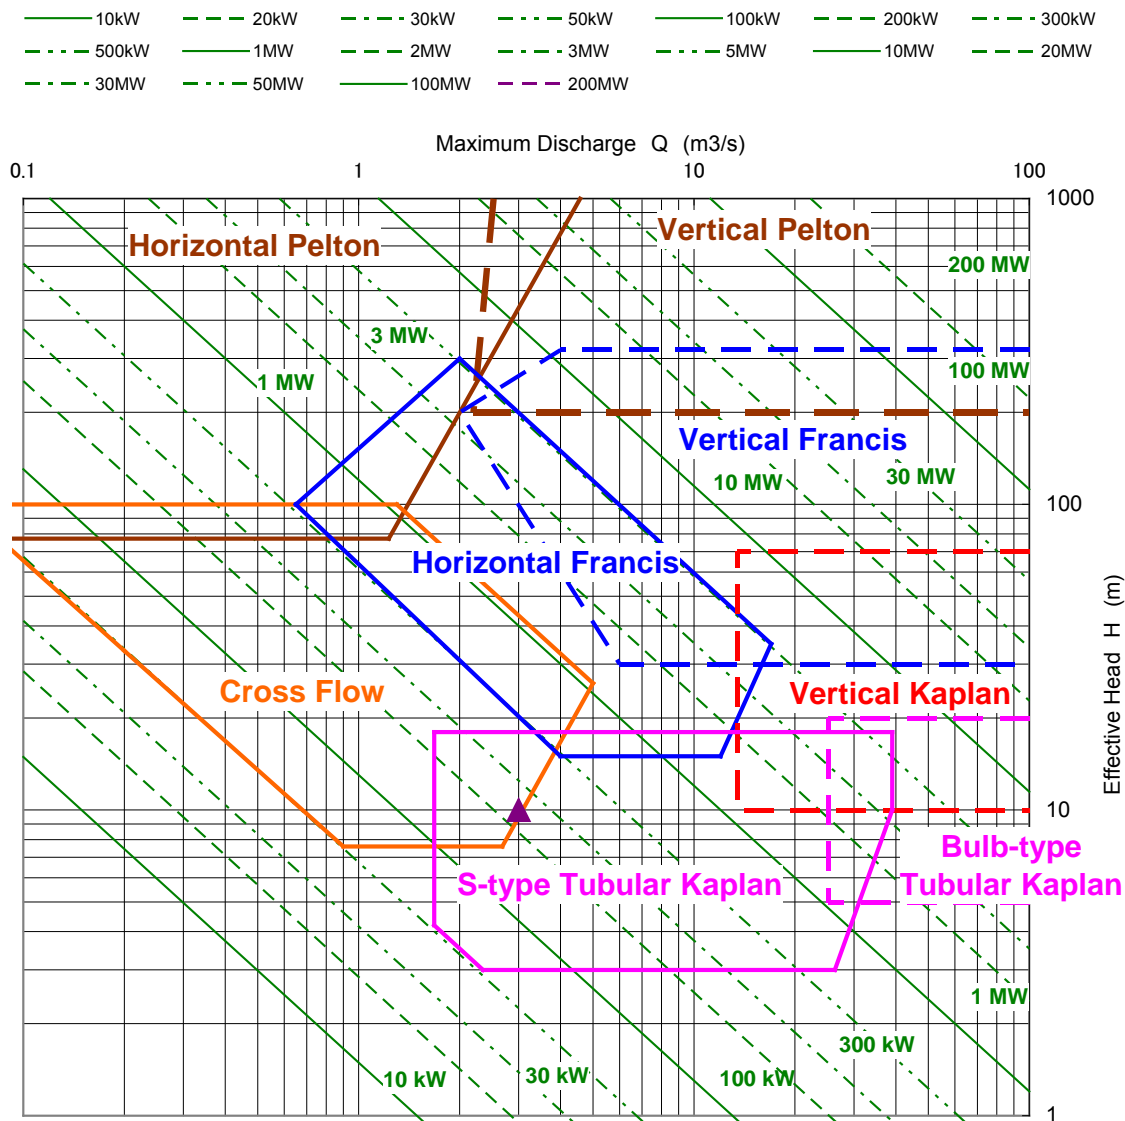 10kW 20kW 30kW 50kW 100kW 200kW 300kW
500kW 1MW 2MW 3MW 5MW 10MW 20MW
30MW 50MW 100MW 200MW
Maximum Discharge Q (m3/s)
0.1 1 10 100
1000
Horizontal Pelton
Vertical Pelton
200 MW
3 MW
1 MW
100 MW
Vertical Francis
10 MW
30 MW
100
Horizontal Francis
Effective Head H (m)
Cross Flow
Vertical Kaplan
10
Bulb-type
S-type Tubular Kaplan
Tubular Kaplan
1 MW
300 kW
10 kW
30 kW
100 kW
1